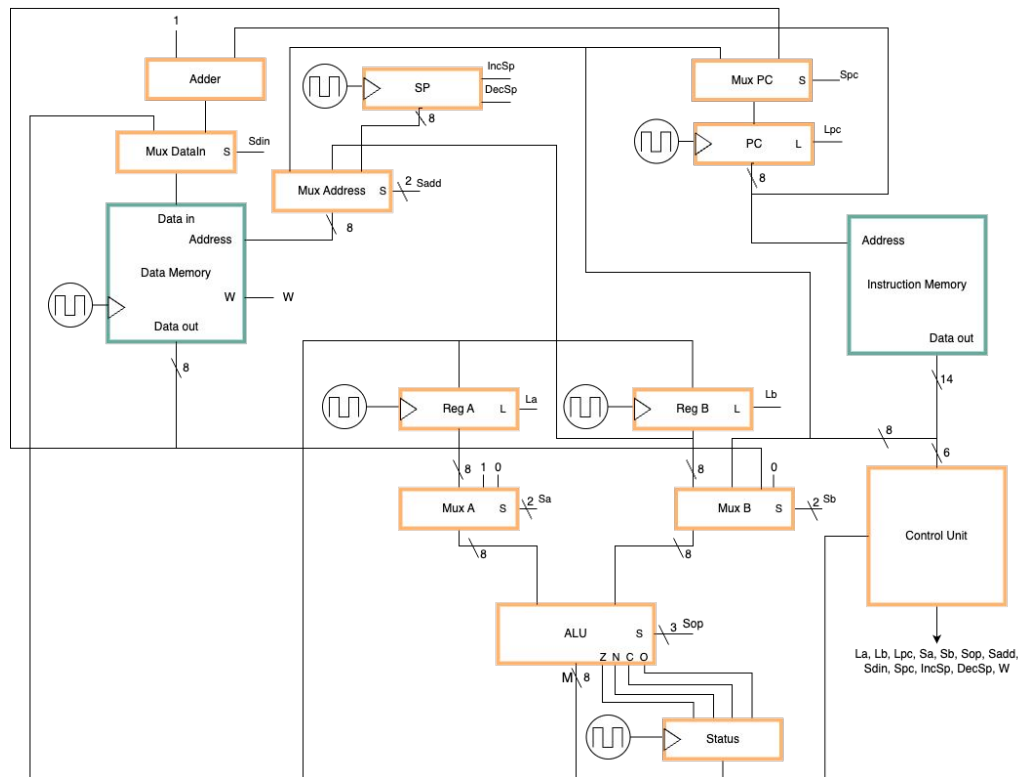 1
Adder
IncSp
SP
DecSp
8
Mux PC S
Spc
PC L
Lpc
8
Mux DataIn S
Sdin
Mux Address S
2 Sadd
8
Data in
Address
Data Memory
W W
Data out
8
Address
Instruction Memory
Data out
14
8
6
Reg A L
La
Reg B L
Lb
8 1 0
8 0
Mux A S
2 Sa
Mux B S
2 Sb
8
8
Control Unit
ALU S
3 Sop
Z N C O
M 8
La, Lb, Lpc, Sa, Sb, Sop, Sadd,
Sdin, Spc, IncSp, DecSp, W
Status